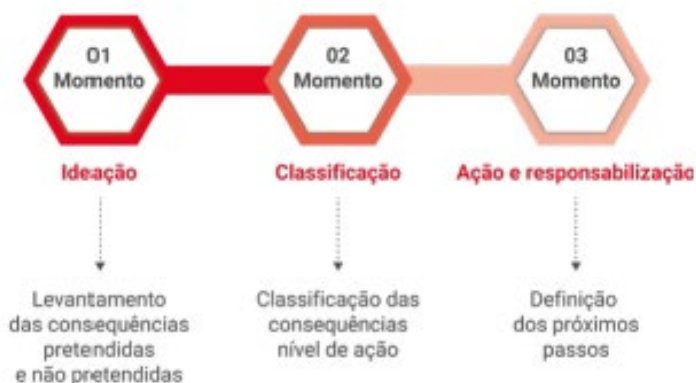 01
Momento
Ideação
Levantamento
das consequências
pretendidas
e não pretendidas
02
Momento
Classificação
Classificação das
consequências
nível de ação
03
Momento
Ação e responsabilização
Definição
dos próximos
passos